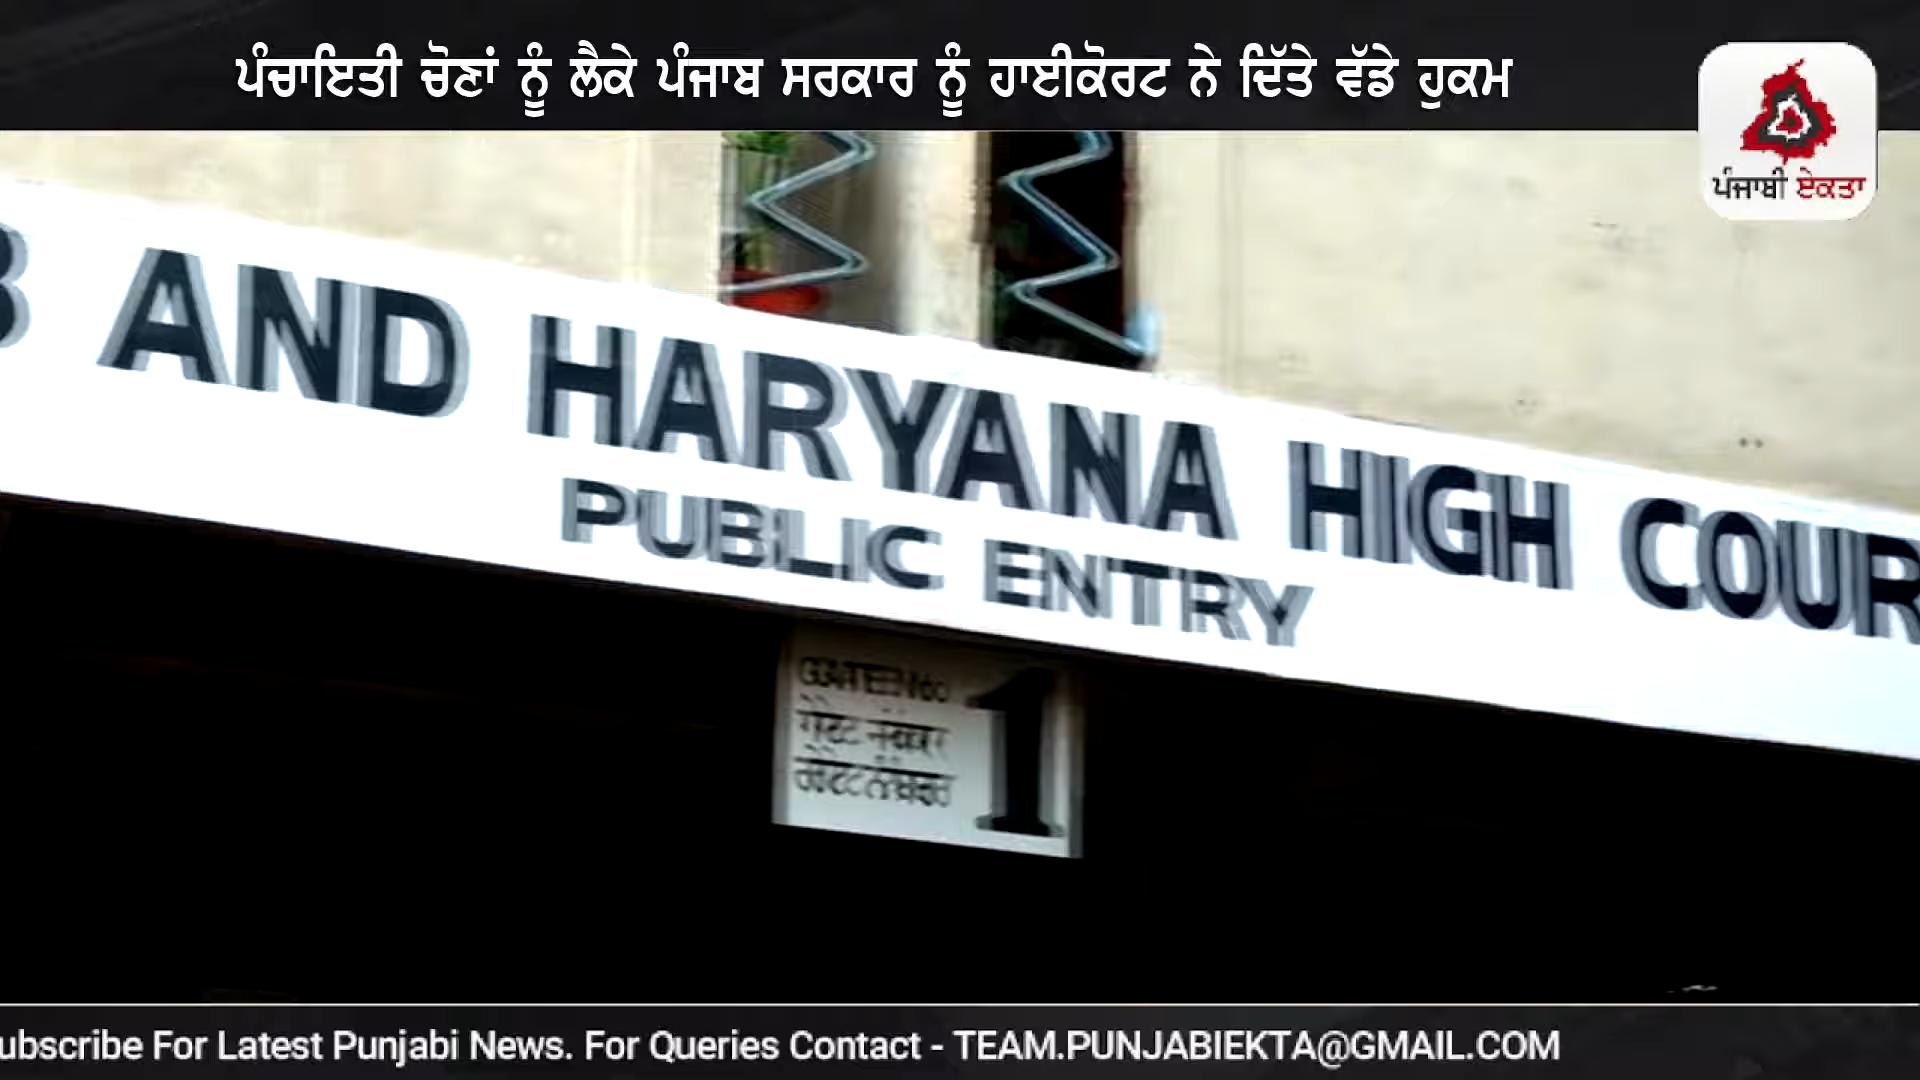 ਪੰਚਾਇਤੀ ਚੋਣਾਂ ਨੂੰ ਲੈਕੇ ਪੰਜਾਬ ਸਰਕਾਰ ਨੂੰ ਹਾਈਕੋਰਟ ਨੇ ਦਿੱਤੇ ਵੱਡੇ ਹੁਕਮ
ਪੰਜਾਬੀ ਏਕਤਾ
B AND HARYANA HIGH COUR
PUBLIC ENTRY
1
ubscribe For Latest Punjabi News. For Queries Contact - TEAM.PUNJABIEKTA@GMAIL.COM